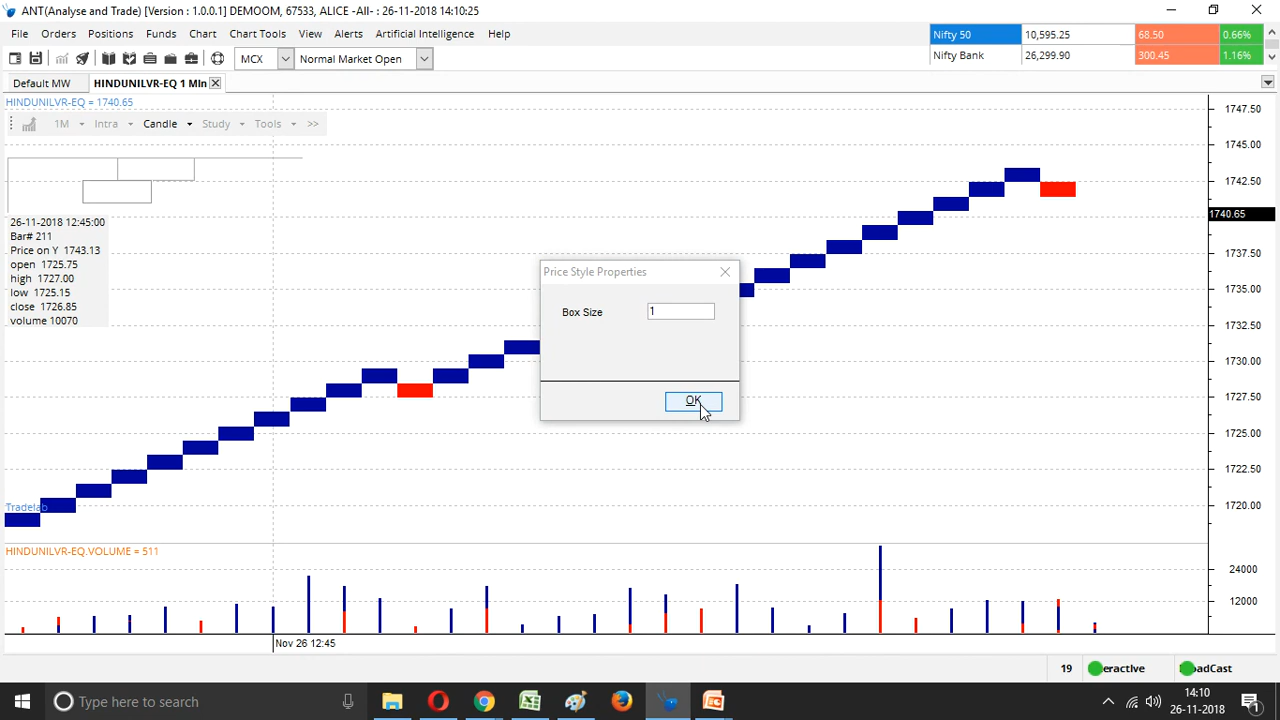 ANT(Analyse and Trade) [Version : 1.0.0.1] DEMOOM, 67533, ALICE -All- : 26-11-2018 14:10:25
File Orders Positions Funds Chart Chart Tools View Alerts Artificial Intelligence Help
Nifty 50 10,595.25 68.50 0.66%
MCX Normal Market Open
Nifty Bank 26,299.90 300.45 1.16%
Default MW HINDUNILVR-EQ 1 MIn
HINDUNILVR-EQ = 1740.65
1747.50
1M Intra Candle Study Tools >>
1745.00
1742.50
1740.65
26-11-2018 12:45:00
Bar# 211
Price on Y 1743.13
open 1725.75
high 1727.00
low 1725.15
close 1726.85
volume 10070
1737.50
1735.00
1732.50
1730.00
1727.50
1725.00
1722.50
1720.00
Price Style Properties
Box Size 1
OK
Tradelab
HINDUNILVR-EQ.VOLUME = 511
24000
12000
Nov 26 12:45
19
Type here to search
14:10
26-11-2018
1